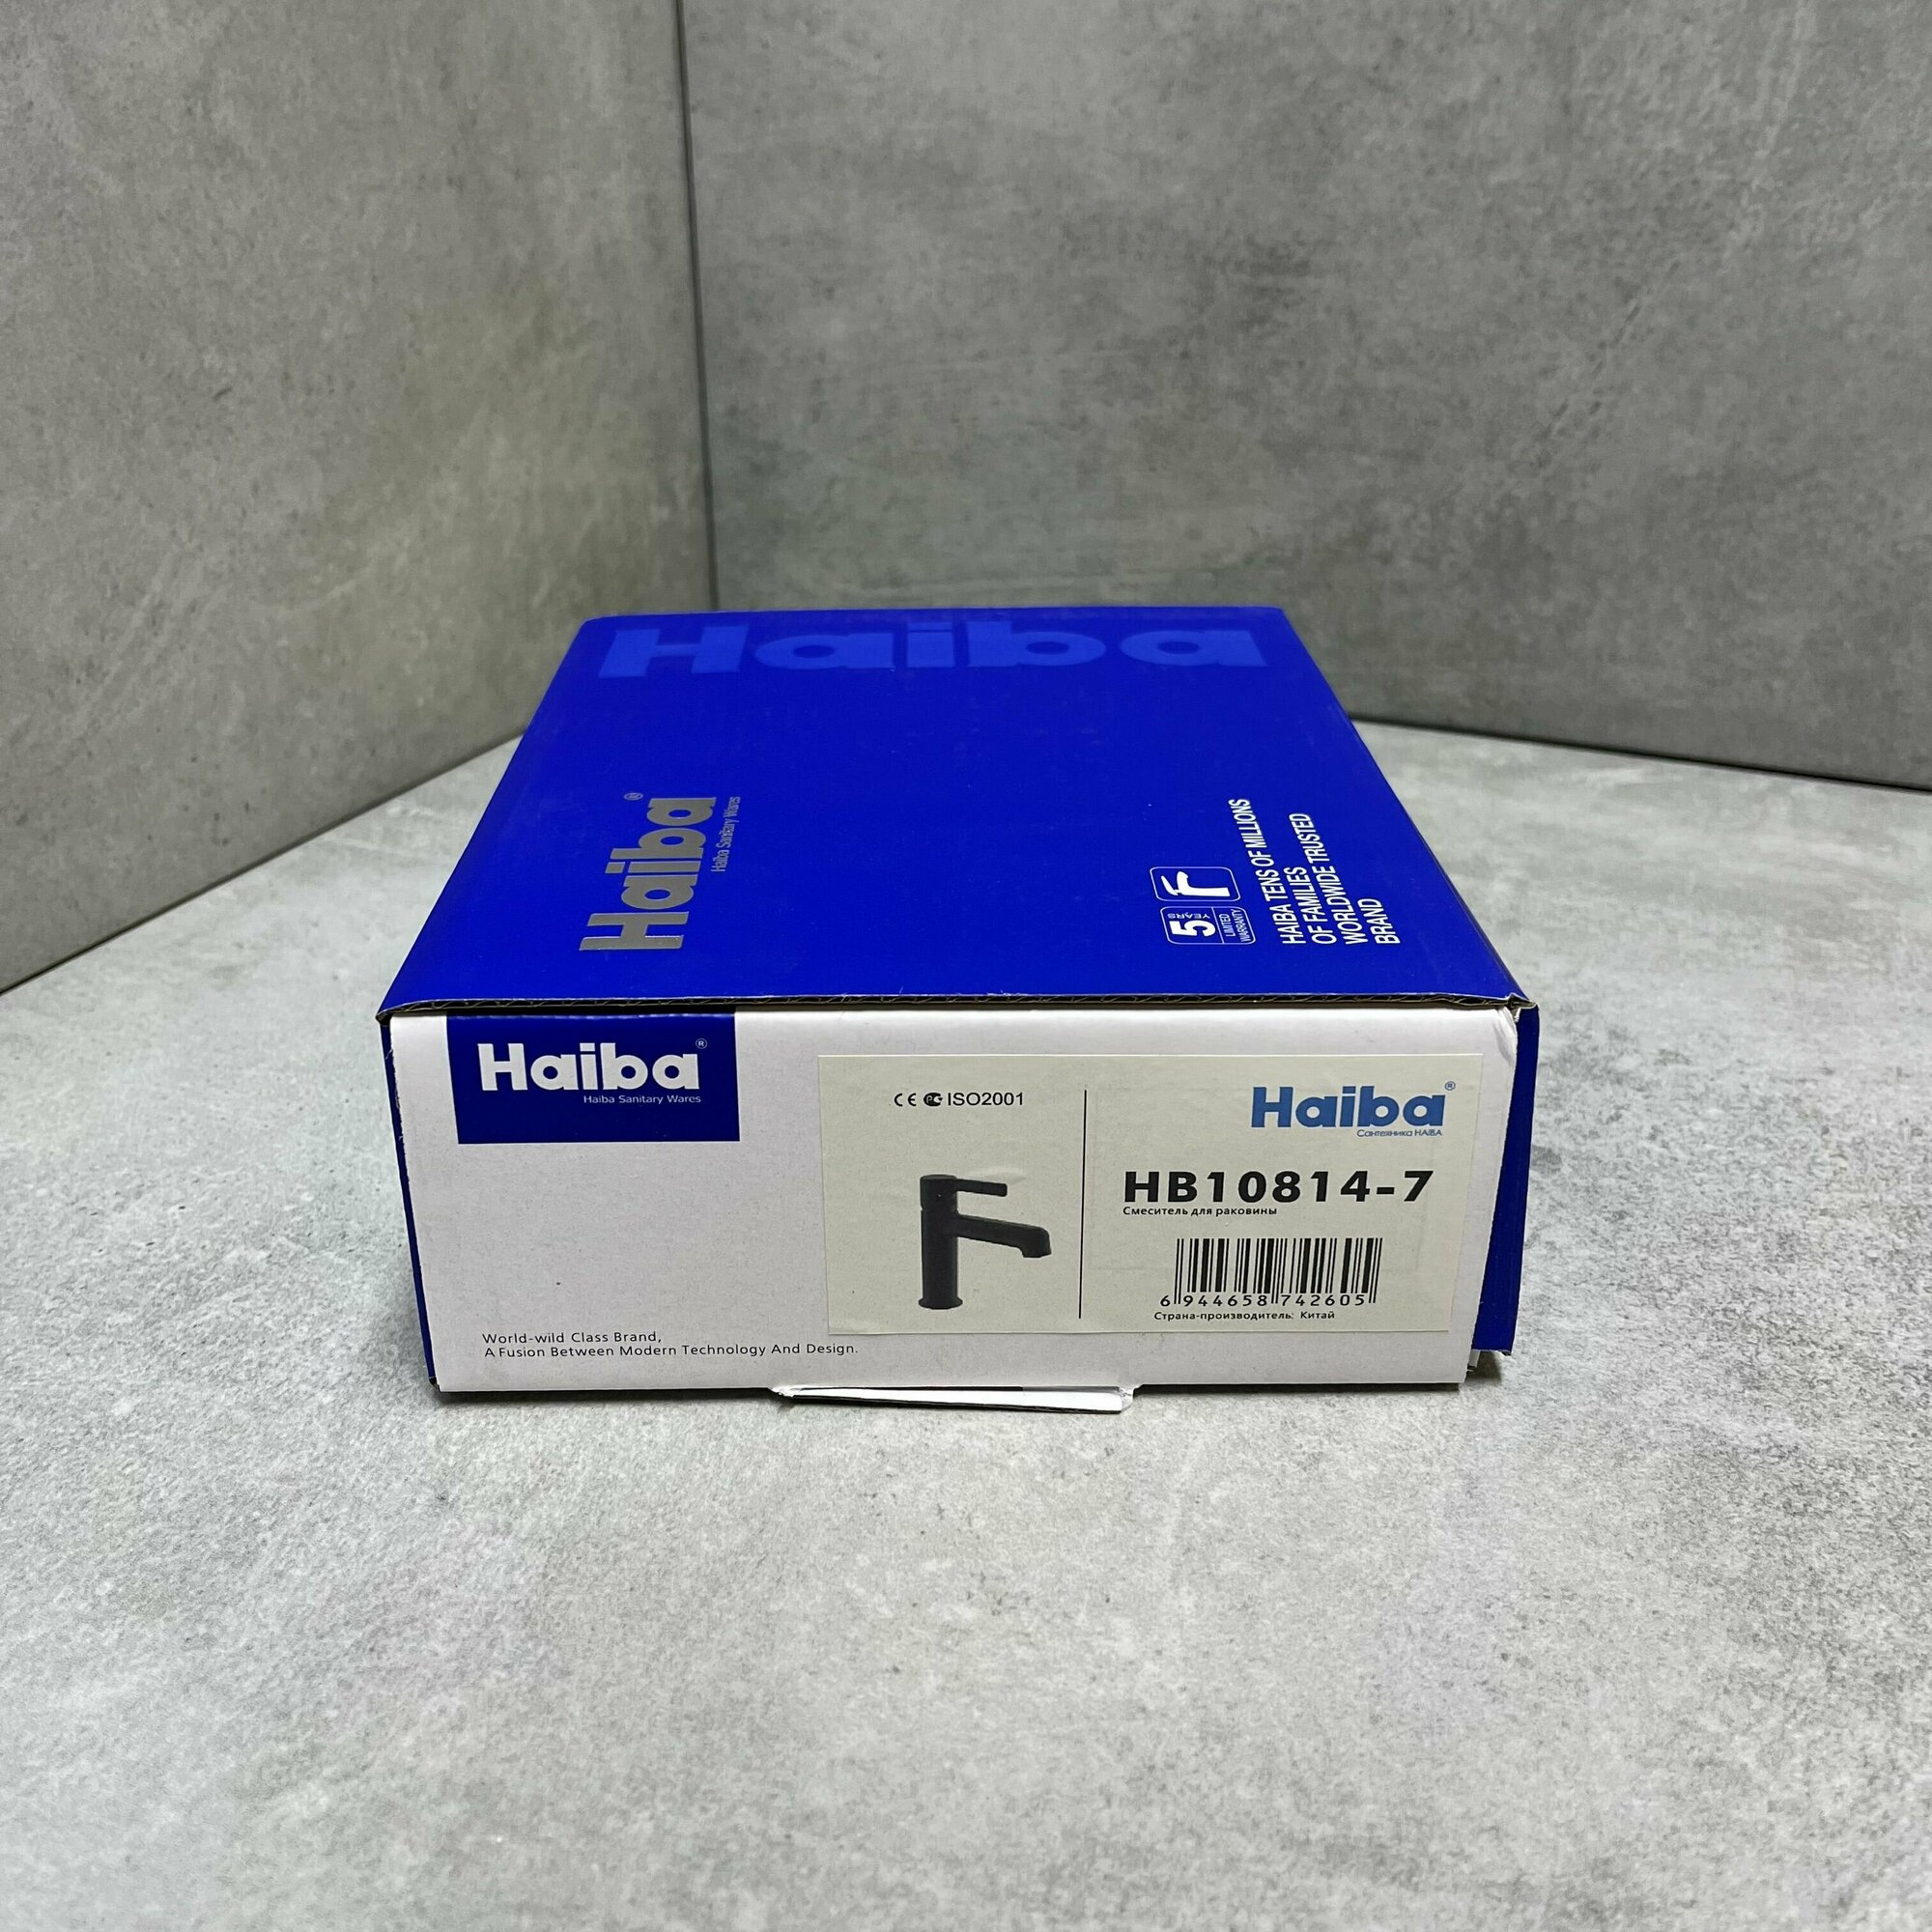 Haiba
Haiba®
Haiba Sanitary Wares
5
YEARS
LIMITED
WARRANTY
HAIBA TENS OF MILLIONS
OF FAMILIES
WORLDWIDE TRUSTED
BRAND
Haiba®
Haiba Sanitary Wares
World-wild Class Brand,
A Fusion Between Modern Technology And Design.
CE ISO2001
Haiba®
Сантехника HAIBA
HB10814-7
Смеситель для раковины
6 944658 742605
Страна-производитель: Китай